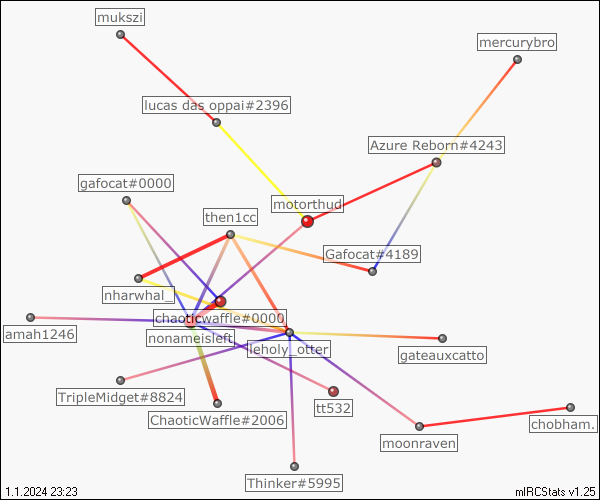 mukszi
mercurybro
lucas das oppai#2396
Azure Reborn#4243
gafocat#0000
motorthud
then1cc
Gafocat#4189
nharwhal_
chaoticwaffle#0000
amah1246
nonameisleft
leholy_otter
gateauxcatto
TripleMidget#8824
tt532
ChaoticWaffle#2006
chobham.
moonraven
Thinker#5995
1.1.2024 23:23
mIRCStats v1.25